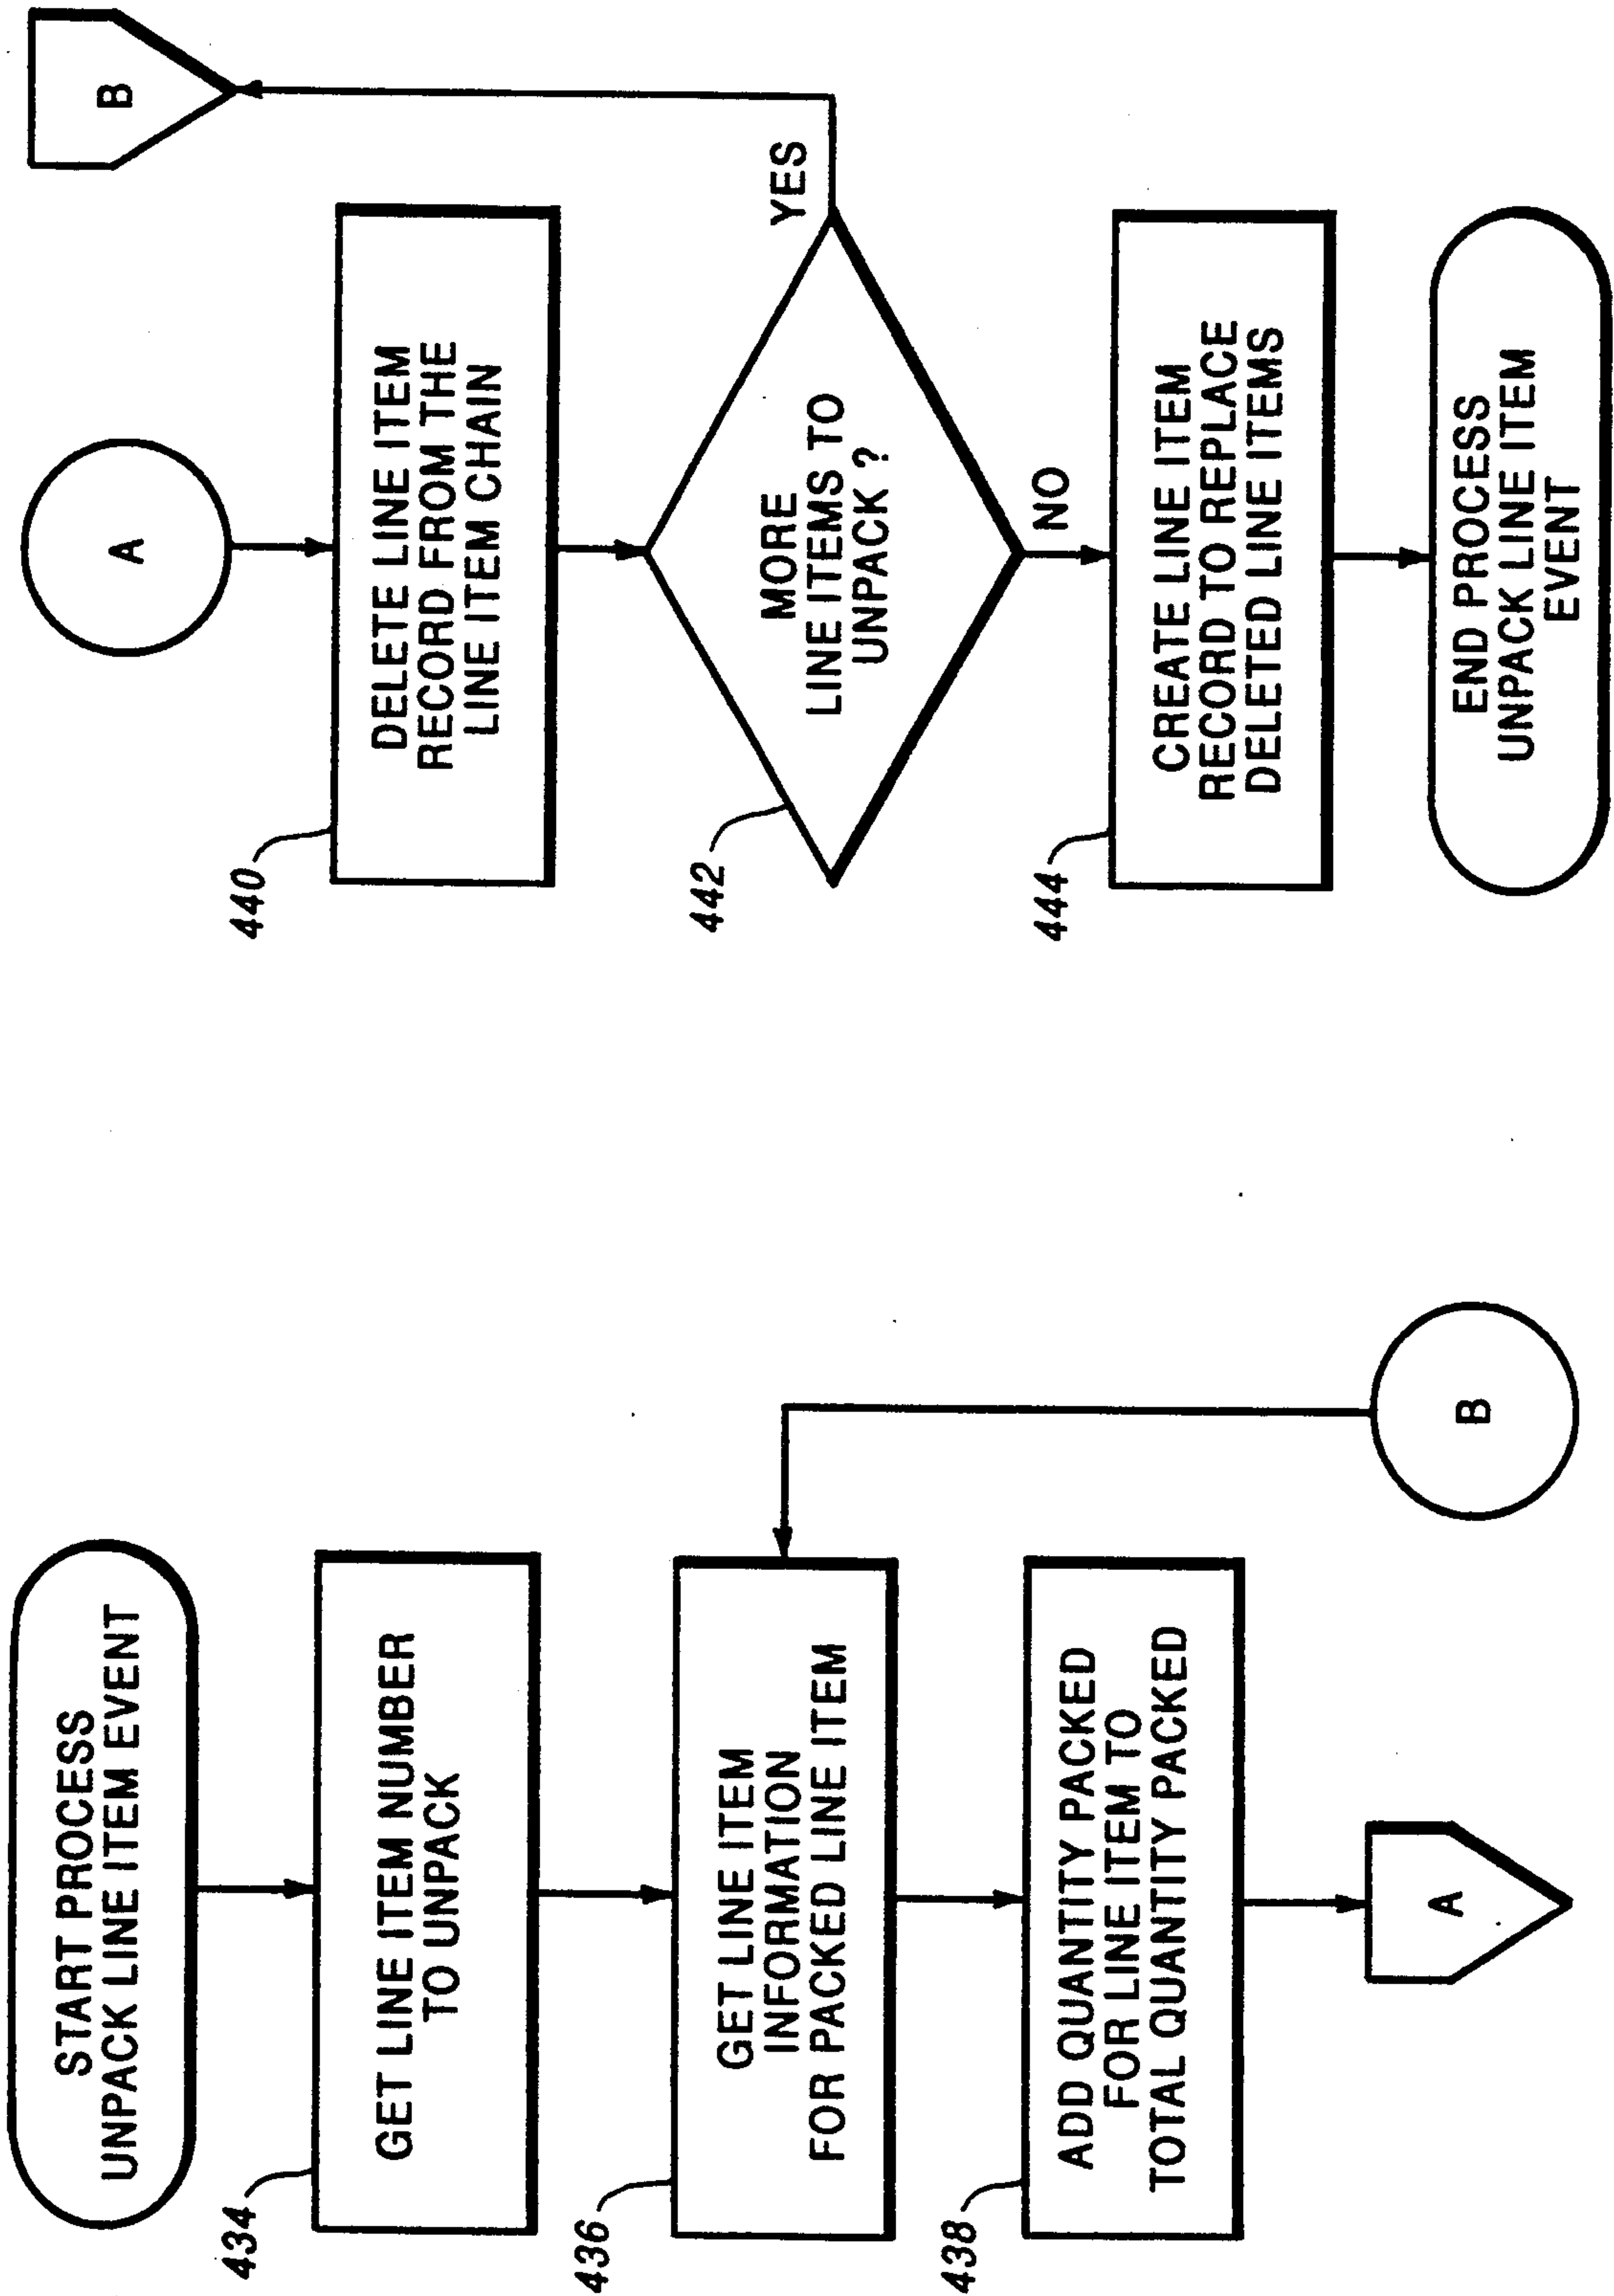 START PROCESS
UNPACK LINE ITEM EVENT
434
GET LINE ITEM NUMBER
TO UNPACK
436
GET LINE ITEM
INFORMATION
FOR PACKED LINE ITEM
438
ADD QUANTITY PACKED
FOR LINE ITEM TO
TOTAL QUANTITY PACKED
A
B
A
B
440
DELETE LINE ITEM
RECORD FROM THE
LINE ITEM CHAIN
442
MORE
LINE ITEMS TO
UNPACK ?
YES
NO
444
CREATE LINE ITEM
RECORD TO REPLACE
DELETED LINE ITEMS
END PROCESS
UNPACK LINE ITEM
EVENT